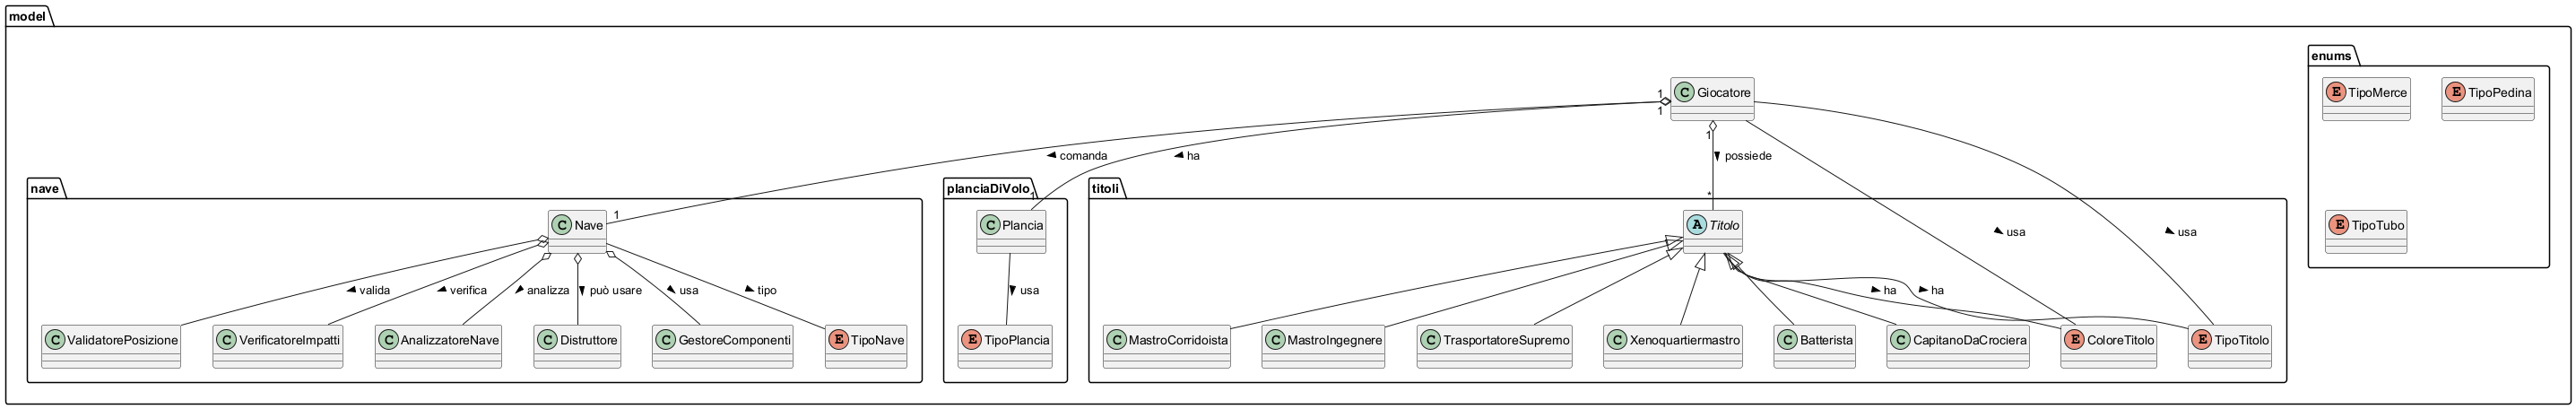 model
enums
E TipoMerce
E TipoPedina
C Giocatore
1
1
1
comanda
ha
possiede
nave
planciaDiVolo
1
titoli
*
1
C Nave
C Plancia
A Titolo
E TipoTubo
usa
usa
valida
verifica
analizza
può usare
usa
tipo
usa
ha
ha
C ValidatorePosizione
C VerificatoreImpatti
C AnalizzatoreNave
C Distruttore
C GestoreComponenti
E TipoNave
E TipoPlancia
C MastroCorridoista
C MastroIngegnere
C TrasportatoreSupremo
C Xenoquartiermastro
C Batterista
C CapitanoDaCrociera
E ColoreTitolo
E TipoTitolo